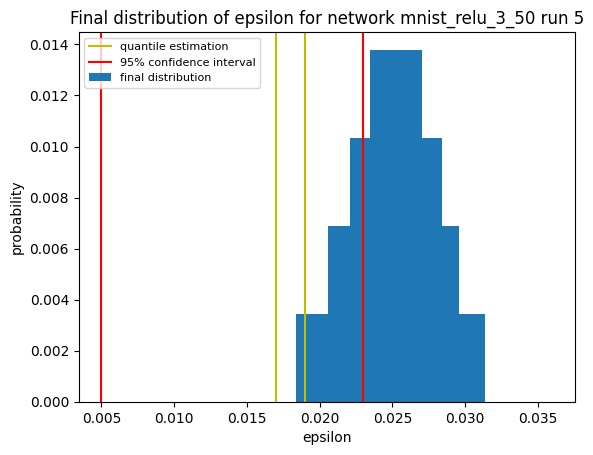 Final distribution of epsilon for network mnist_relu_3_50 run 5
quantile estimation
95% confidence interval
final distribution
probability
0.014
0.012
0.010
0.008
0.006
0.004
0.002
0.000
0.005
0.010
0.015
0.020
0.025
0.030
0.035
epsilon